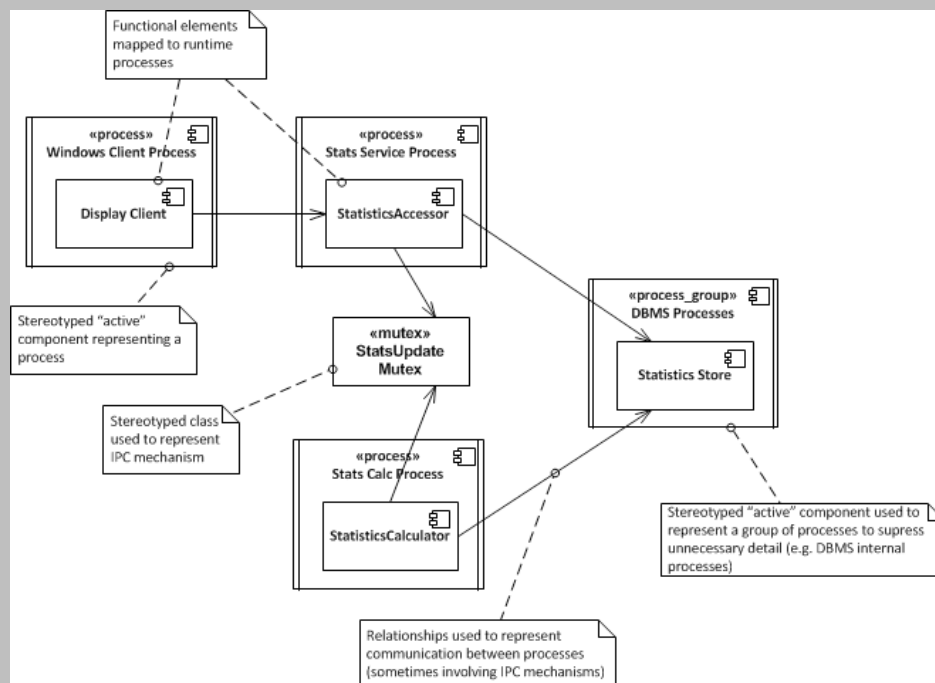 Functional elements
mapped to runtime
processes
«process»
Windows Client Process
Display Client
«process»
Stats Service Process
StatisticsAccessor
Stereotyped “active”
component representing a
process
«mutex»
StatsUpdate
Mutex
«process_group»
DBMS Processes
Statistics Store
Stereotyped class
used to represent
IPC mechanism
«process»
Stats Calc Process
StatisticsCalculator
Stereotyped “active” component used to
represent a group of processes to supress
unnecessary detail (e.g. DBMS internal
processes)
Relationships used to represent
communication between processes
(sometimes involving IPC mechanisms)